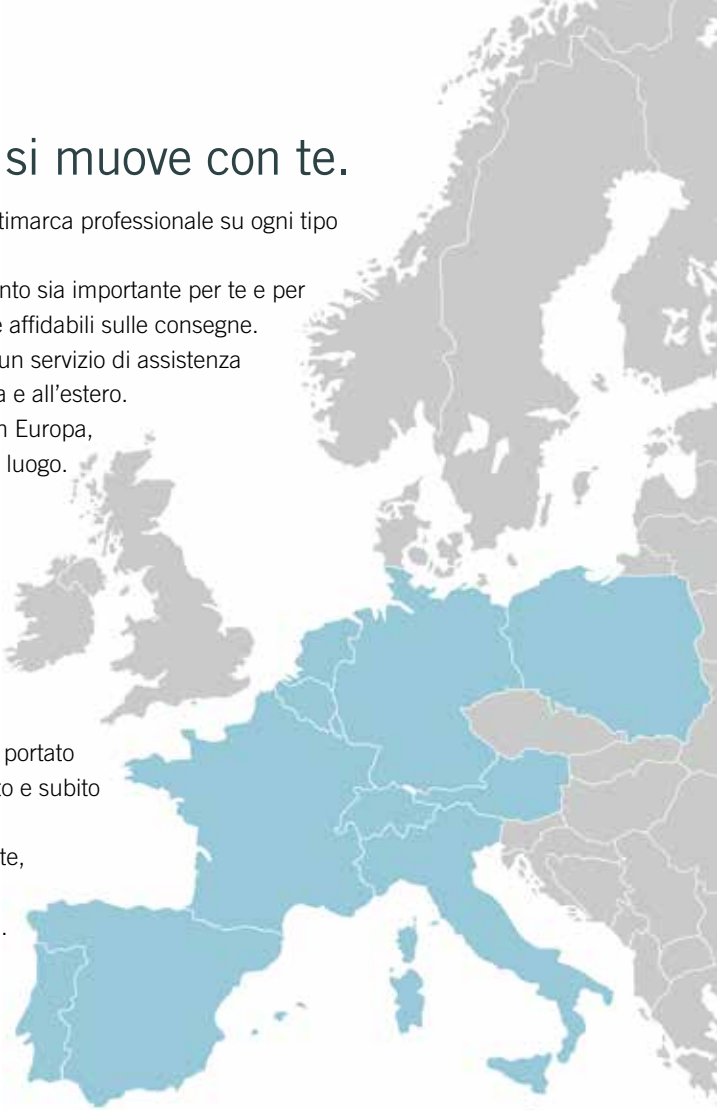 si muove con te.
timarca professionale su ogni tipo
nto sia importante per te e per
e affidabili sulle consegne.
un servizio di assistenza
a e all'estero.
n Europa,
luogo.
portato
o e subito
te,
.